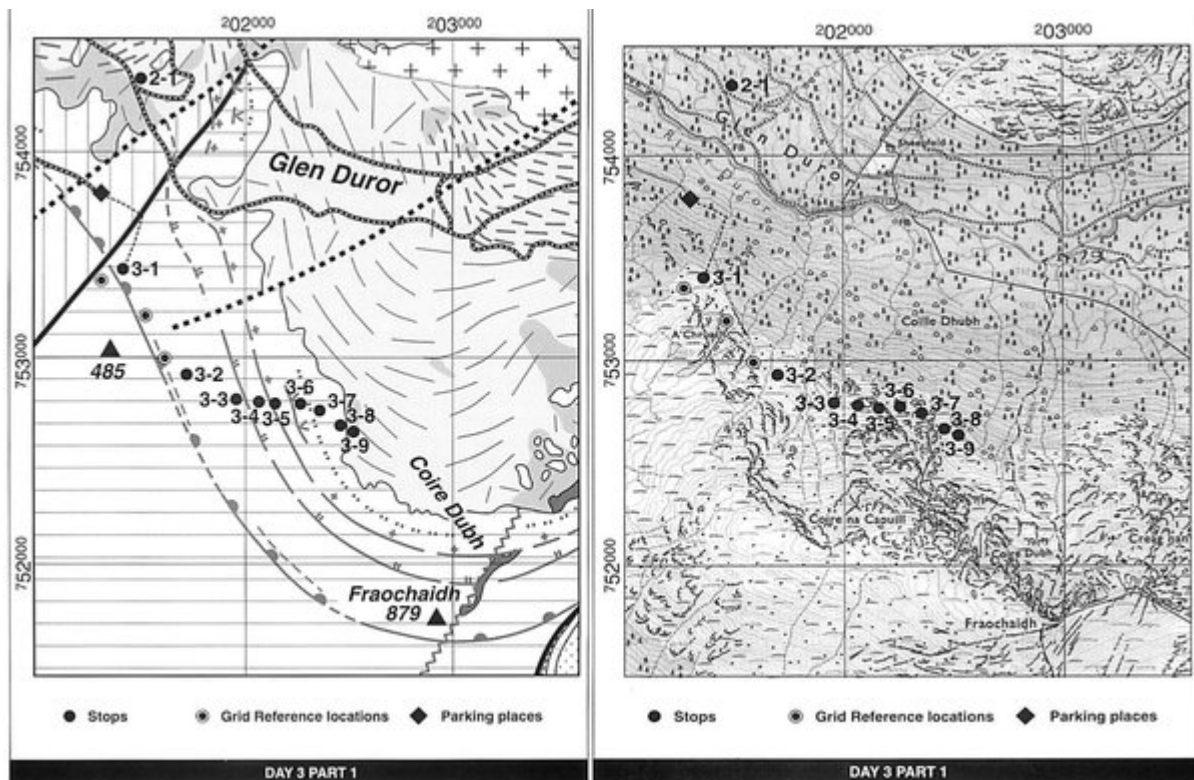 202000
203000
2-1
754000
Glen Duror
3-1
753000
485
3-2
3-3
3-4
3-5
3-6
3-7
3-8
3-9
Coire Dubh
752000
Fraochaidh
879
Stops
Grid Reference locations
Parking places
DAY 3 PART 1
202000
203000
2-1
Glen Duror
754000
River Duror
3-1
Coille Dhubh
753000
3-2
3-3
3-4
3-5
3-6
3-7
3-8
3-9
Coire na Capuill
Coire Dubh
752000
Fraochaidh
Stops
Grid Reference locations
Parking places
DAY 3 PART 1